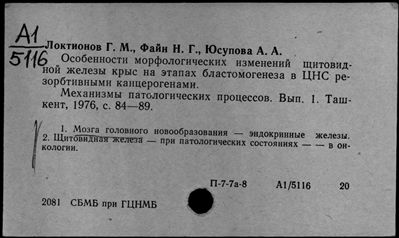 А1
5116
Локтионов Г. М., Файн Н. Г., Юсупова А. А.
Особенности морфологических изменений щитовид-
ной железы крыс на этапах бластомогенеза в ЦНС ре-
зорбтивными канцерогенами.
Механизмы патологических процессов. Вып. 1. Таш-
кент, 1976, с. 84—89.
1. Мозга головного новообразования — эндокринные железы.
2. Щитовидная железа — при патологических состояниях — — в он-
кологии.
П-7-7а-8 А1/5116 20
2081 СБМБ при ГЦНМБ